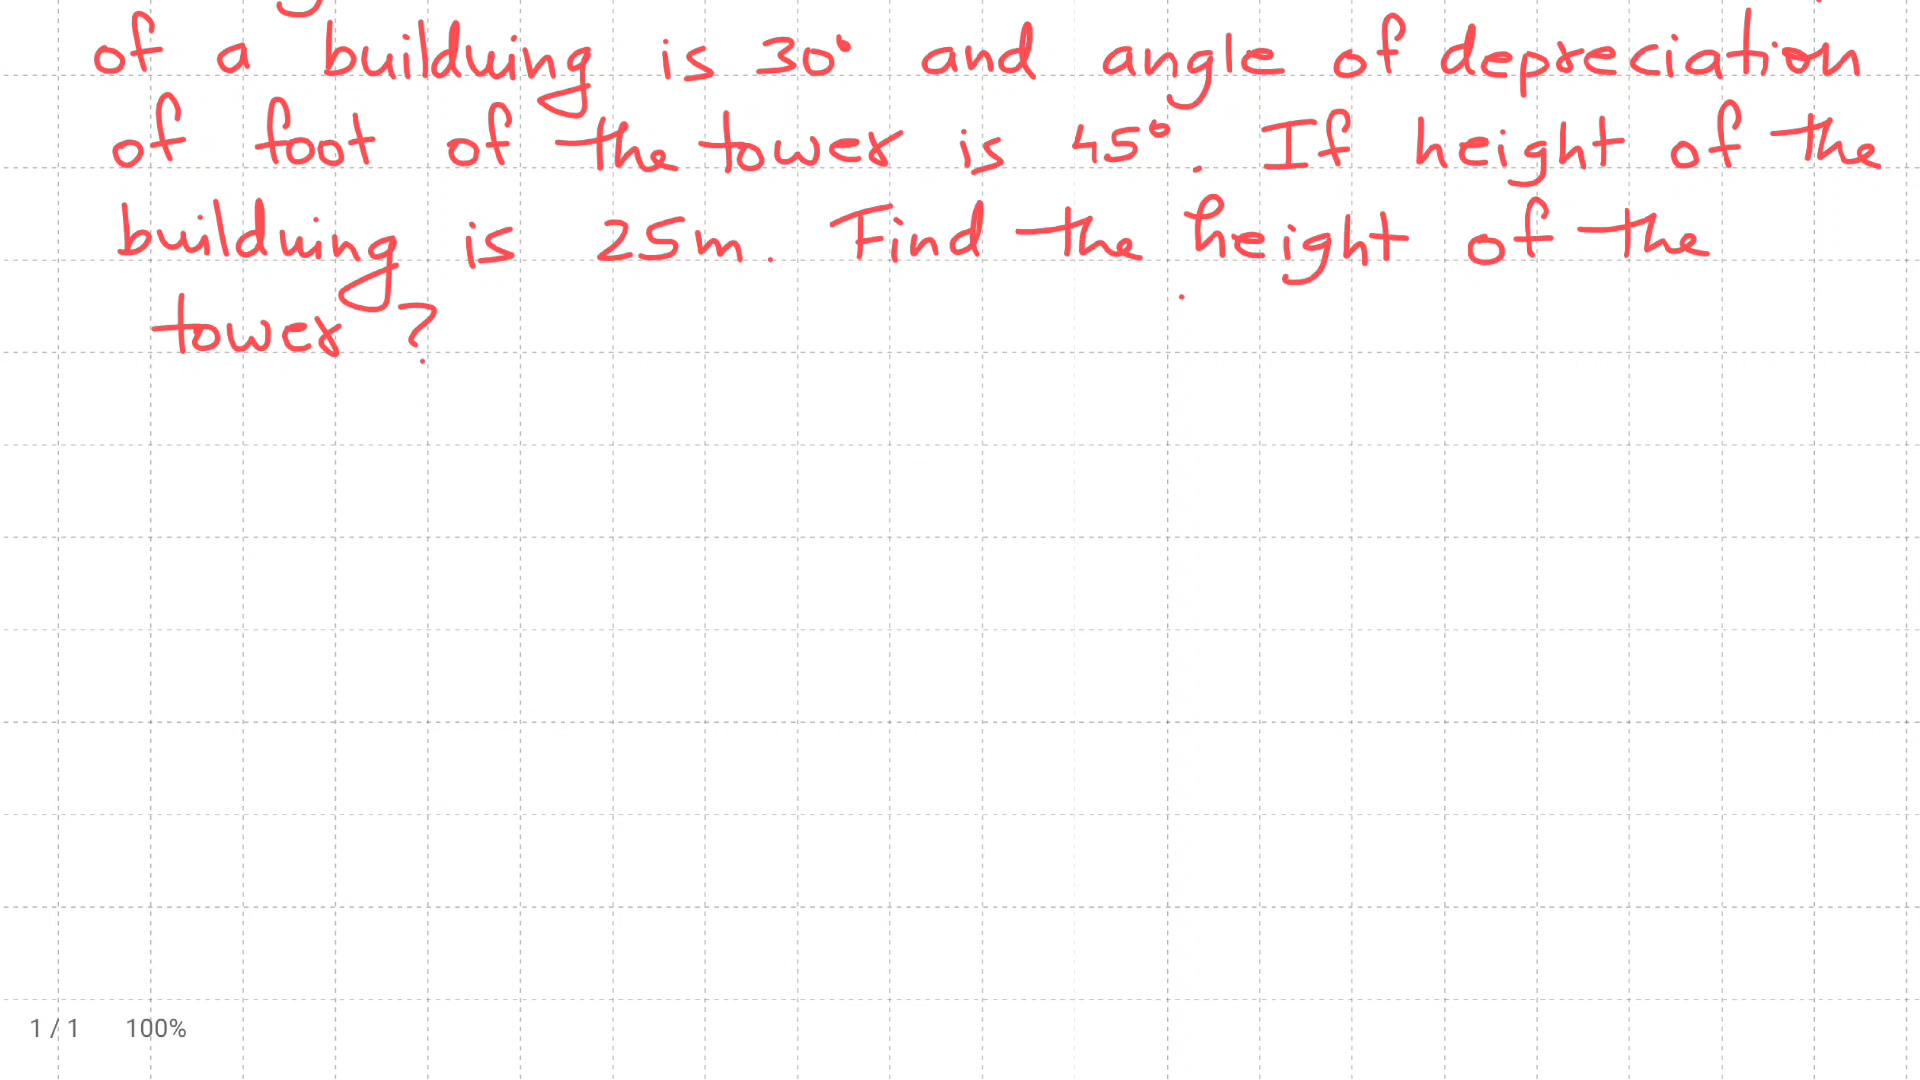 of a building is 30° and angle of depreciation
of foot of the tower is 45°. If height of the
building is 25m. Find the height of the
tower ?
1 / 1 100%